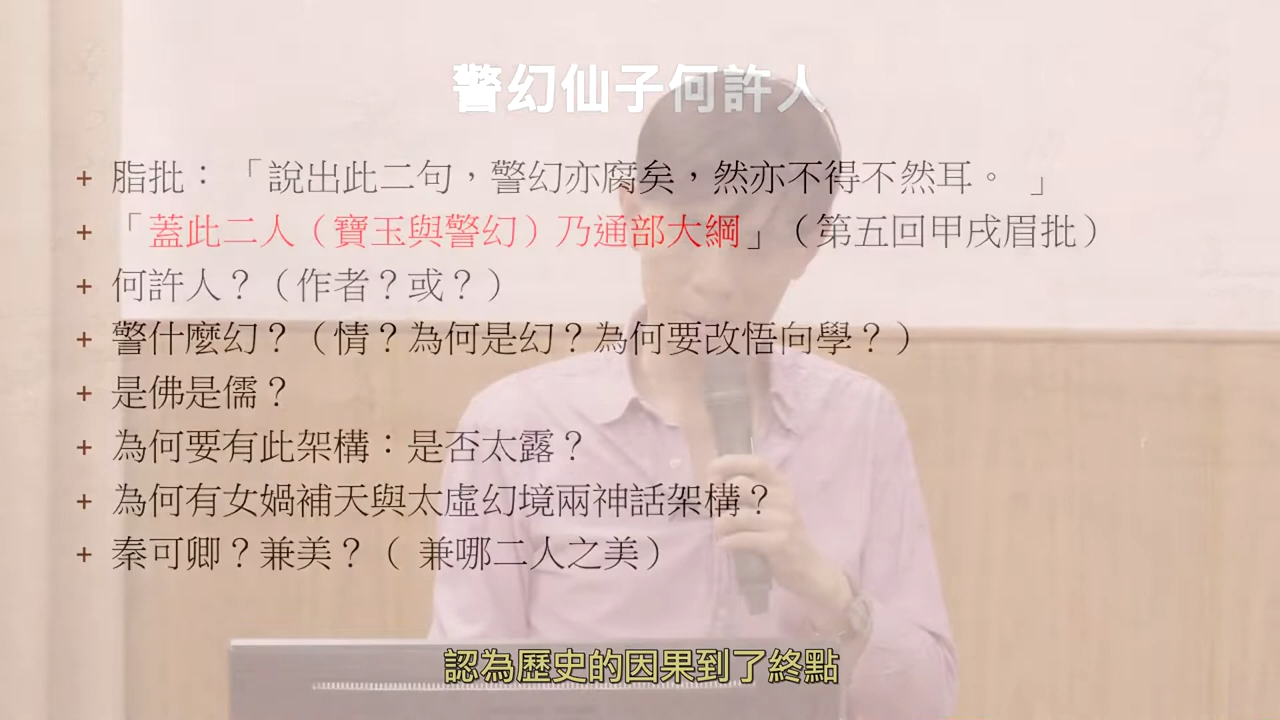 警幻仙子何許人
+ 脂批：「說出此二句，警幻亦腐矣，然亦不得不然耳。 」
+ 「蓋此二人（寶玉與警幻）乃通部大綱」（第五回甲戌眉批）
+ 何許人？（作者？或？）
+ 警什麼幻？（情？為何是幻？為何要改悟向學？）
+ 是佛是儒？
+ 為何要有此架構：是否太露？
+ 為何有女媧補天與太虛幻境兩神話架構？
+ 秦可卿？兼美？（ 兼哪二人之美）
認為歷史的因果到了終點